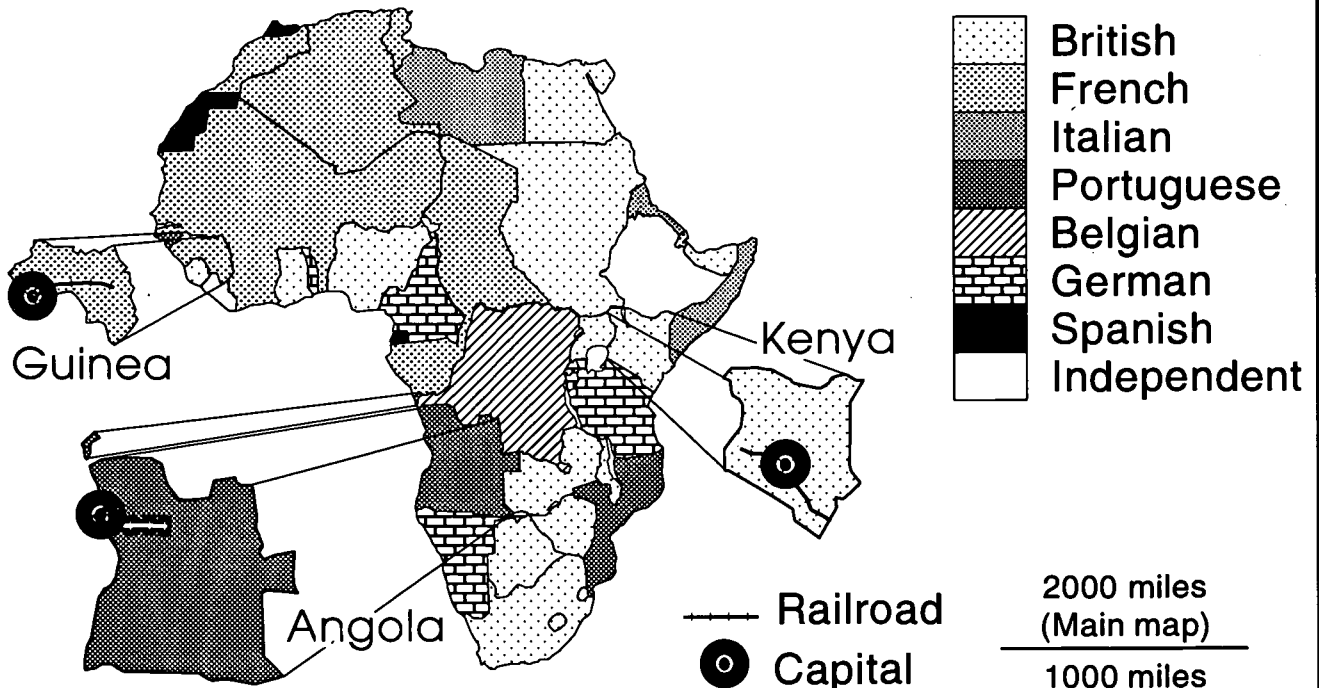 British
French
Italian
Portuguese
Belgian
German
Spanish
Independent
Guinea
Kenya
Angola
Railroad
Capital
2000 miles
(Main map)
1000 miles